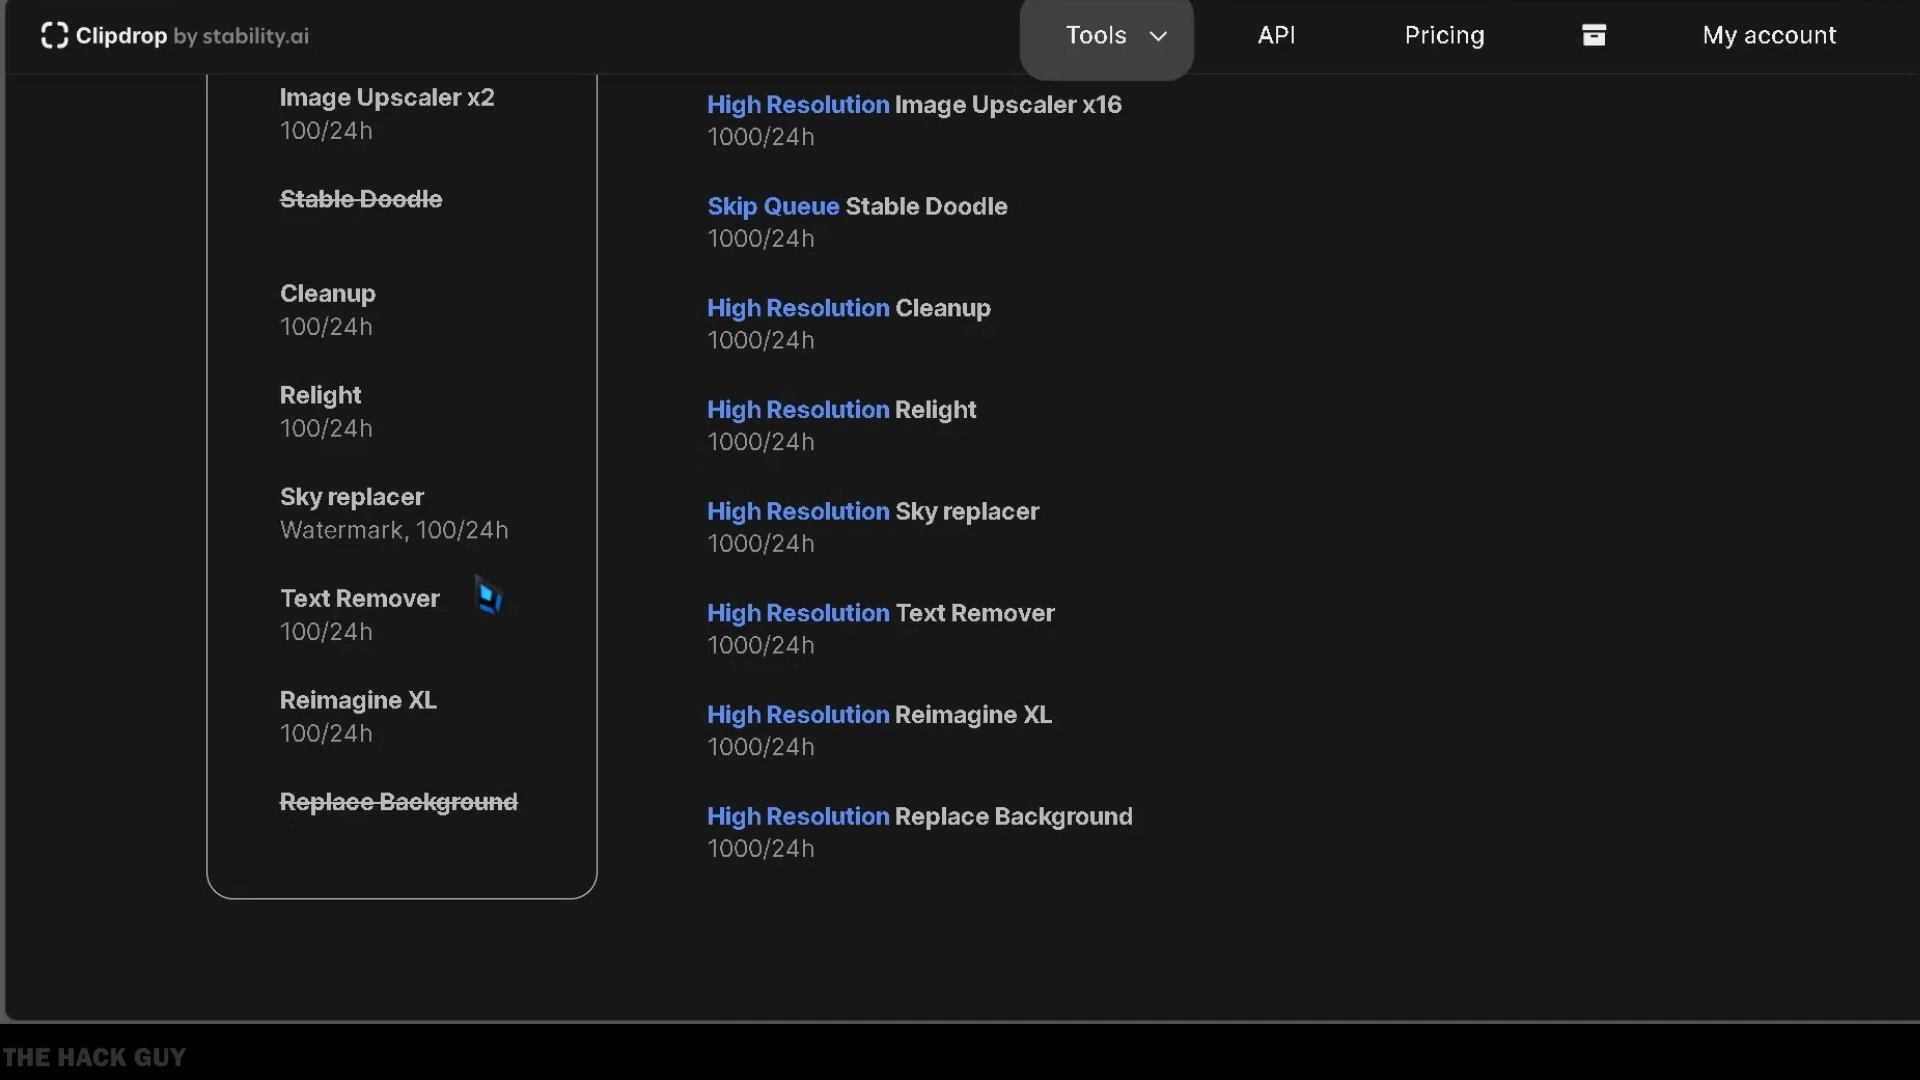 Clipdrop by stability.ai
Tools
API
Pricing
My account
Image Upscaler x2
100/24h
Stable Doodle
Cleanup
100/24h
Relight
100/24h
Sky replacer
Watermark, 100/24h
Text Remover
100/24h
Reimagine XL
100/24h
Replace Background
High Resolution Image Upscaler x16
1000/24h
Skip Queue Stable Doodle
1000/24h
High Resolution Cleanup
1000/24h
High Resolution Relight
1000/24h
High Resolution Sky replacer
1000/24h
High Resolution Text Remover
1000/24h
High Resolution Reimagine XL
1000/24h
High Resolution Replace Background
1000/24h
THE HACK GUY